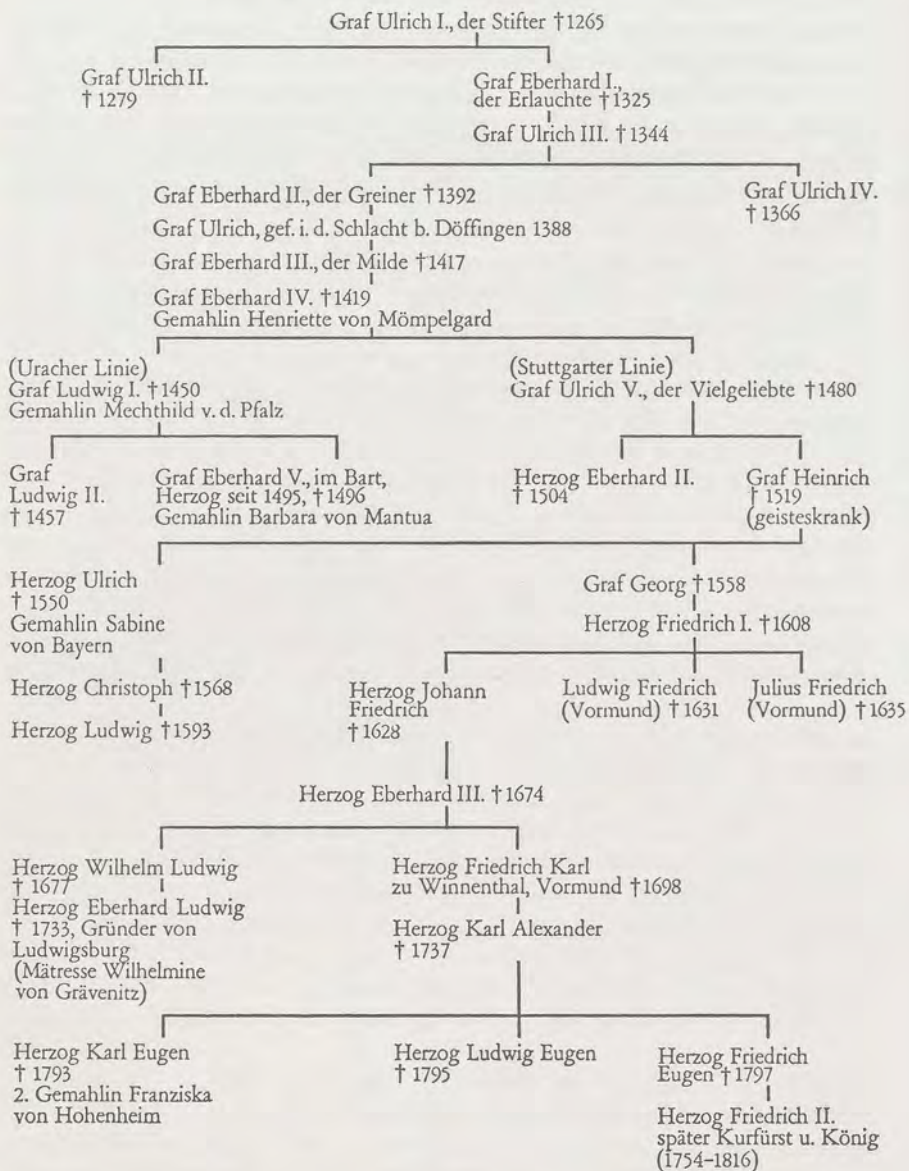 Graf Ulrich I., der Stifter †1265
Graf Ulrich II.
† 1279
Graf Eberhard I.,
der Erlauchte †1325
Graf Ulrich III. †1344
Graf Eberhard II., der Greiner †1392
Graf Ulrich IV.
† 1366
Graf Ulrich, gef. i. d. Schlacht b. Döffingen 1388
Graf Eberhard III., der Milde †1417
Graf Eberhard IV. †1419
Gemahlin Henriette von Mömpelgard
(Uracher Linie)
Graf Ludwig I. †1450
Gemahlin Mechthild v. d. Pfalz
(Stuttgarter Linie)
Graf Ulrich V., der Vielgeliebte †1480
Graf
Ludwig II.
† 1457
Graf Eberhard V., im Bart,
Herzog seit 1495, †1496
Gemahlin Barbara von Mantua
Herzog Eberhard II.
† 1504
Graf Heinrich
† 1519
(geisteskrank)
Herzog Ulrich
† 1550
Gemahlin Sabine
von Bayern
Graf Georg †1558
Herzog Friedrich I. †1608
Herzog Christoph †1568
Herzog Ludwig †1593
Herzog Johann
Friedrich
† 1628
Ludwig Friedrich
(Vormund) †1631
Julius Friedrich
(Vormund) †1635
Herzog Eberhard III. †1674
Herzog Wilhelm Ludwig
† 1677
Herzog Eberhard Ludwig
† 1733, Gründer von
Ludwigsburg
(Mätresse Wilhelmine
von Grävenitz)
Herzog Friedrich Karl
zu Winnenthal, Vormund †1698
Herzog Karl Alexander
† 1737
Herzog Karl Eugen
† 1793
2. Gemahlin Franziska
von Hohenheim
Herzog Ludwig Eugen
† 1795
Herzog Friedrich
Eugen †1797
Herzog Friedrich II.
später Kurfürst u. König
(1754–1816)